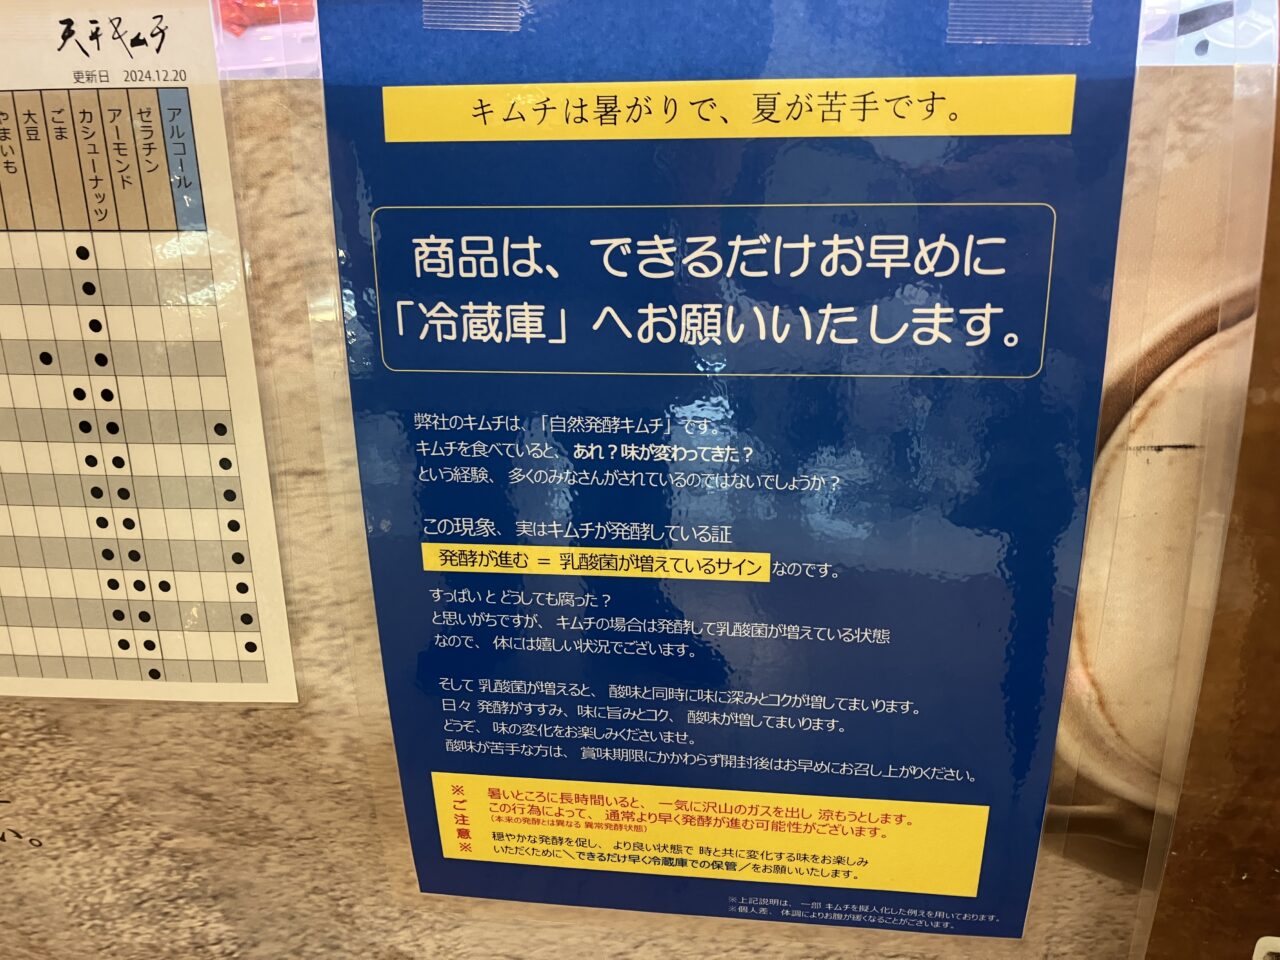 天平キムチ
更新日 2024.12.20
やまいも
大豆
ごま
カシューナッツ
アーモンド
ゼラチン
アルコール
キムチは暑がりで、夏が苦手です。
商品は、できるだけお早めに
「冷蔵庫」へお願いいたします。
弊社のキムチは、「自然発酵キムチ」です。
キムチを食べていると、あれ？味が変わってきた？
という経験、多くのみなさんがされているのではないでしょうか？
この現象、実はキムチが発酵している証
発酵が進む = 乳酸菌が増えているサイン なのです。
すっぱい と どうしても腐った？
と思いがちですが、キムチの場合は発酵して乳酸菌が増えている状態
なので、体には嬉しい状況でございます。
そして 乳酸菌が増えると、酸味と同時に味に深みとコクが増してまいります。
日々 発酵がすすみ、味に旨みとコク、酸味が増してまいります。
どうぞ、味の変化をお楽しみくださいませ。
酸味が苦手な方は、賞味期限にかかわらず開封後はお早めにお召し上がりください。
※ご注意※
暑いところに長時間いると、一気に沢山のガスを出し 涼もうとします。
この行為によって、通常より早く発酵が進む可能性がございます。
（本来の発酵とは異なる 異常発酵状態）
穏やかな発酵を促し、より良い状態で 時と共に変化する味をお楽しみ
いただくために＼できるだけ早く冷蔵庫での保管／をお願いいたします。
※上記説明は、一部 キムチを擬人化した例えを用いております。
※個人差、体調によりお腹が緩くなることがございます。
い。